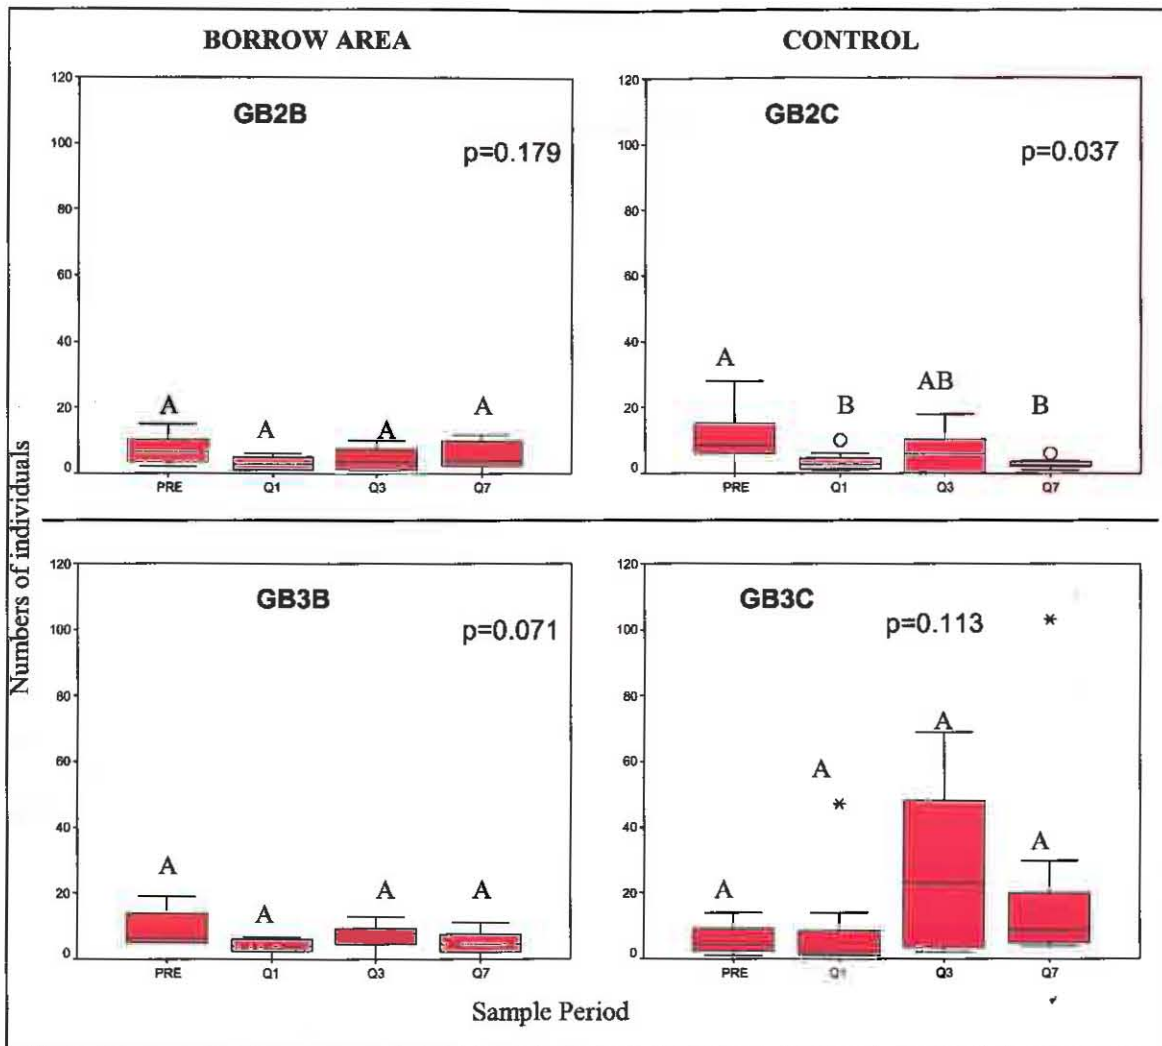 BORROW AREA
CONTROL
Numbers of individuals
120
100
80
60
40
20
0
GB2B
p=0.179
A
A
A
A
PRE
Q1
Q3
Q7
120
100
80
60
40
20
0
GB2C
p=0.037
A
B
AB
B
PRE
Q1
Q3
Q7
120
100
80
60
40
20
0
GB3B
p=0.071
A
A
A
A
PRE
Q1
Q3
Q7
120
100
80
60
40
20
0
GB3C
p=0.113
A
A
A
A
PRE
Q1
Q3
Q7
Sample Period